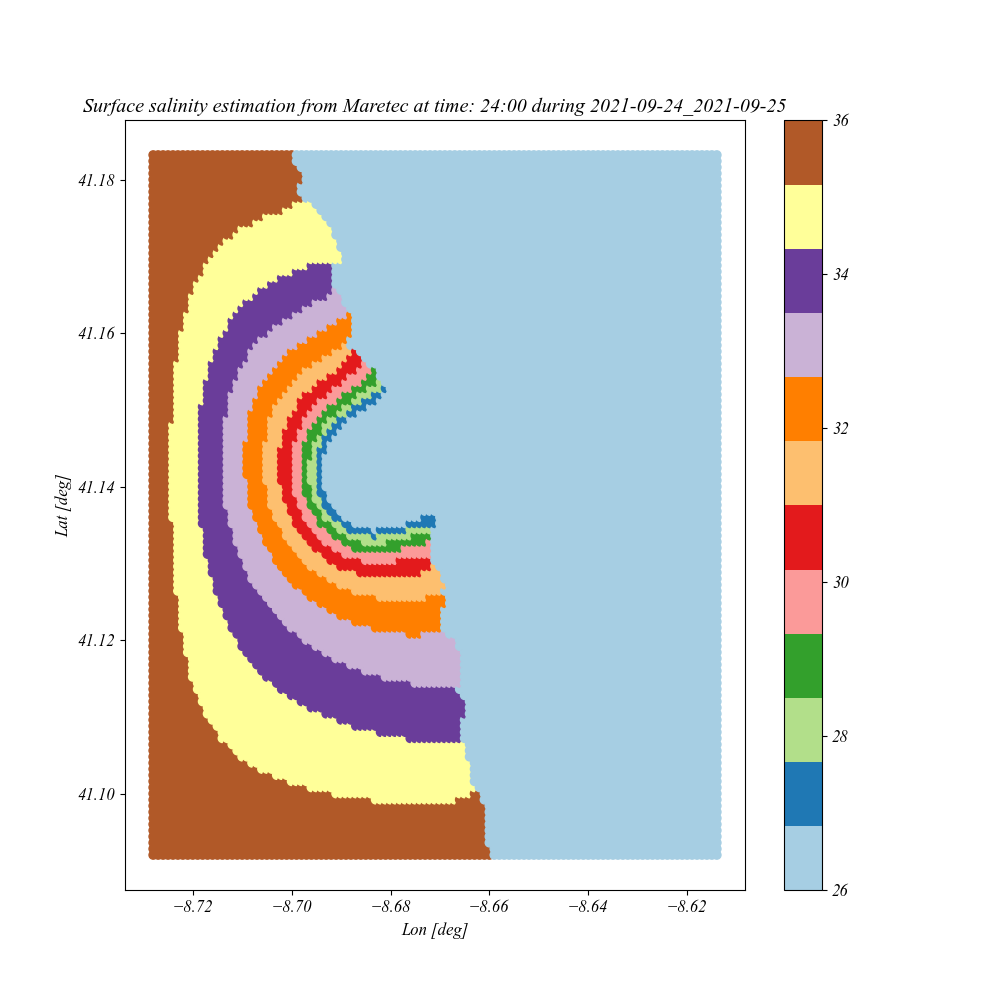 Surface salinity estimation from Maretec at time: 24:00 during 2021-09-24_2021-09-25
36
41.18
34
41.16
32
41.14
Lat [deg]
30
41.12
28
41.10
26
−8.72 −8.70 −8.68 −8.66 −8.64 −8.62
Lon [deg]